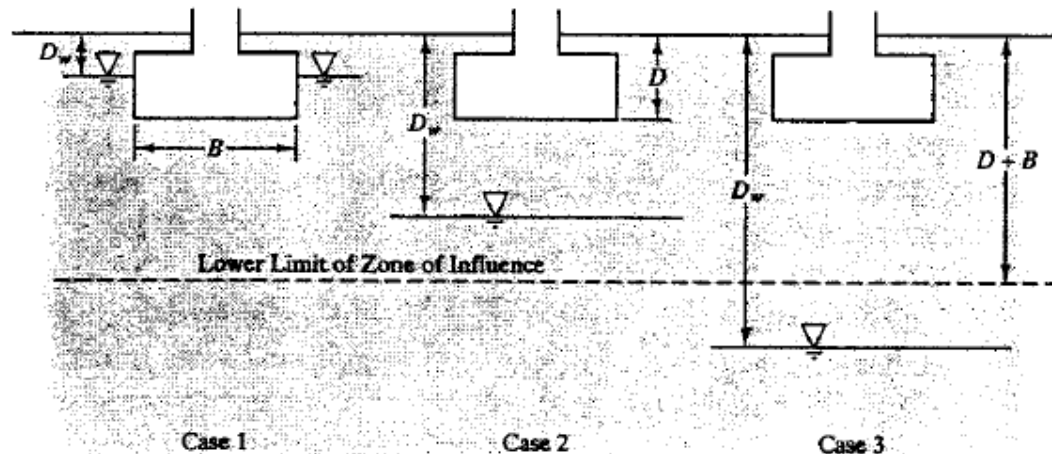 D_w
B
D_w
D
D_w
D + B
Lower Limit of Zone of Influence
Case 1
Case 2
Case 3